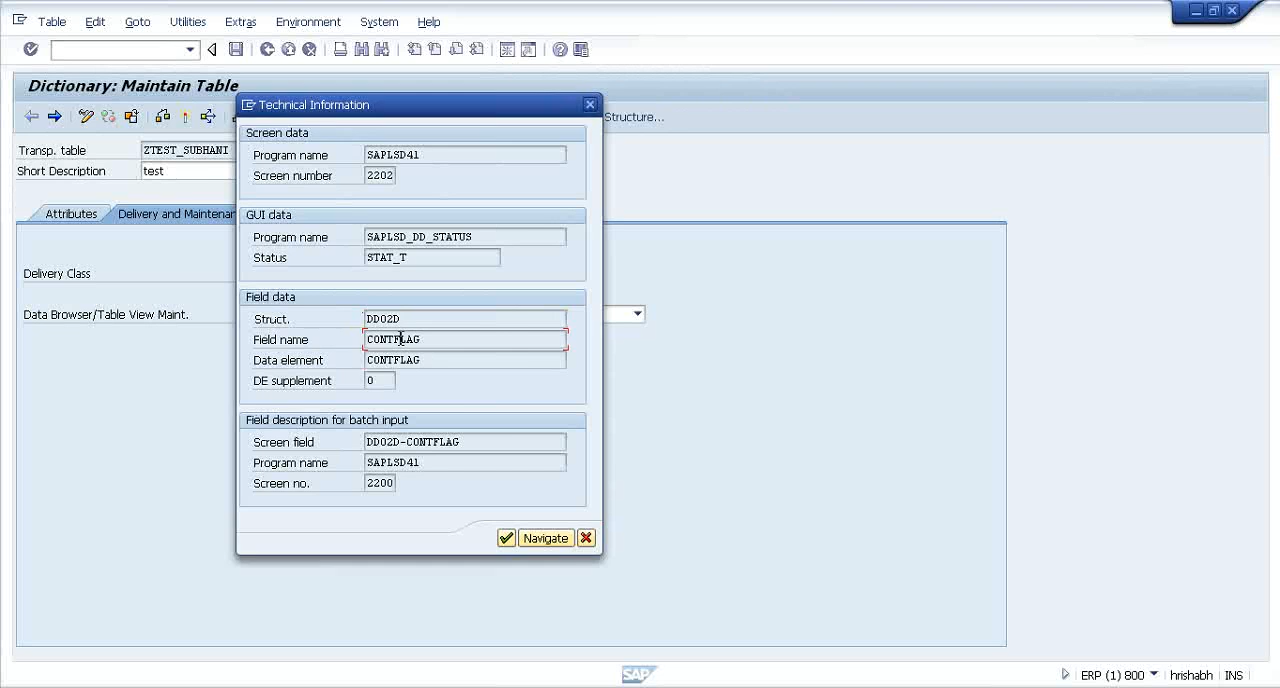 Table Edit Goto Utilities Extras Environment System Help
Dictionary: Maintain Table
Structure...
Transp. table ZTEST_SUBHANI
Short Description test
Attributes Delivery and Maintenan
Delivery Class
Data Browser/Table View Maint.
Technical Information
Screen data
Program name SAPLSD41
Screen number 2202
GUI data
Program name SAPLSD_DD_STATUS
Status STAT_T
Field data
Struct. DD02D
Field name CONTFLAG
Data element CONTFLAG
DE supplement 0
Field description for batch input
Screen field DD02D-CONTFLAG
Program name SAPLSD41
Screen no. 2200
Navigate
SAP
ERP (1) 800 hrishabh INS